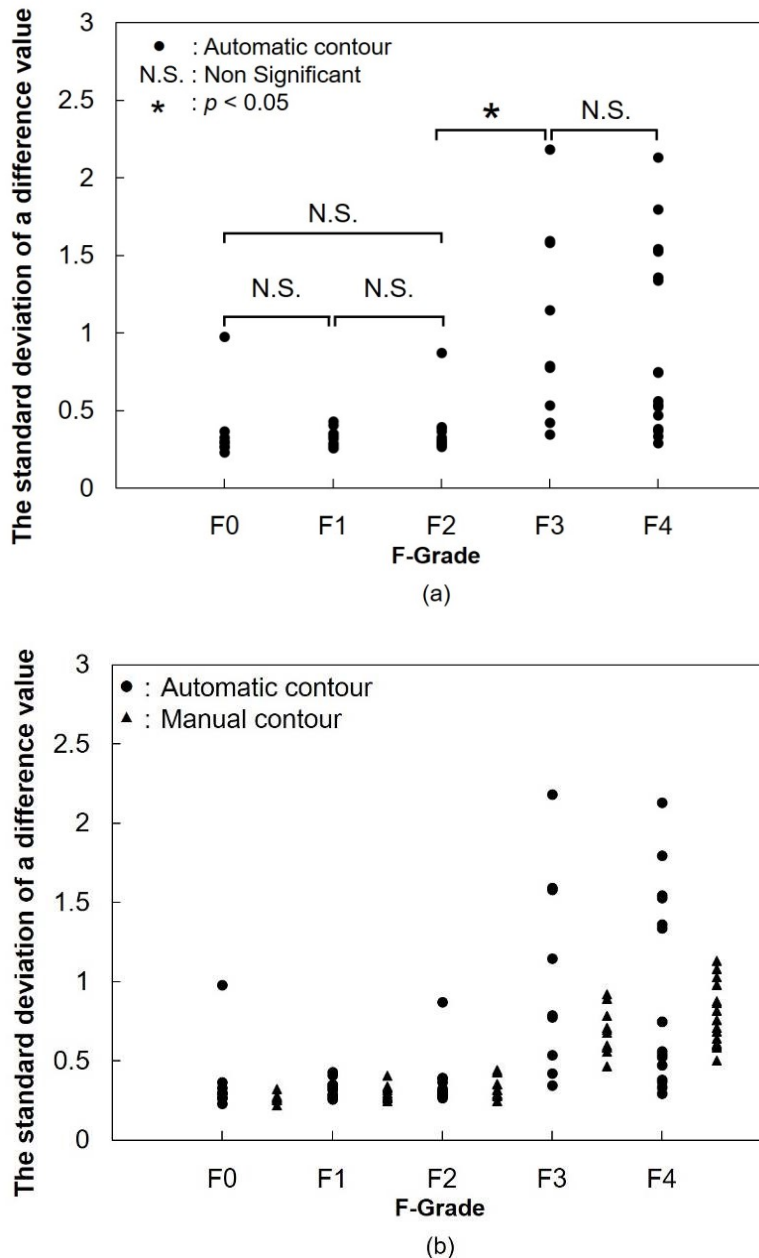 The standard deviation of a difference value
3
2.5
2
1.5
1
0.5
0
● : Automatic contour
N.S. : Non Significant
* : p < 0.05
* N.S.
N.S.
N.S. N.S.
F0 F1 F2 F3 F4
F-Grade
(a)
The standard deviation of a difference value
3
2.5
2
1.5
1
0.5
0
● : Automatic contour
▲ : Manual contour
F0 F1 F2 F3 F4
F-Grade
(b)